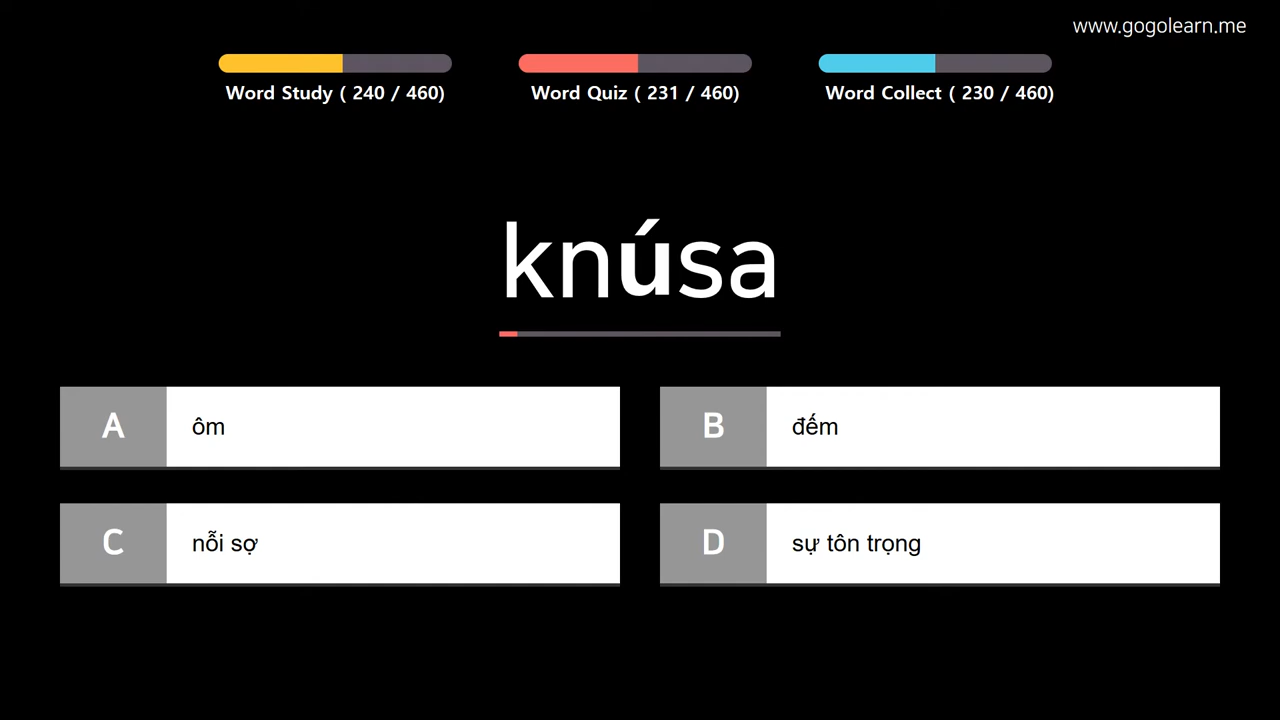 www.gogolearn.me
Word Study ( 240 / 460)
Word Quiz ( 231 / 460)
Word Collect ( 230 / 460)
knúsa
A ôm
B đếm
C nỗi sợ
D sự tôn trọng